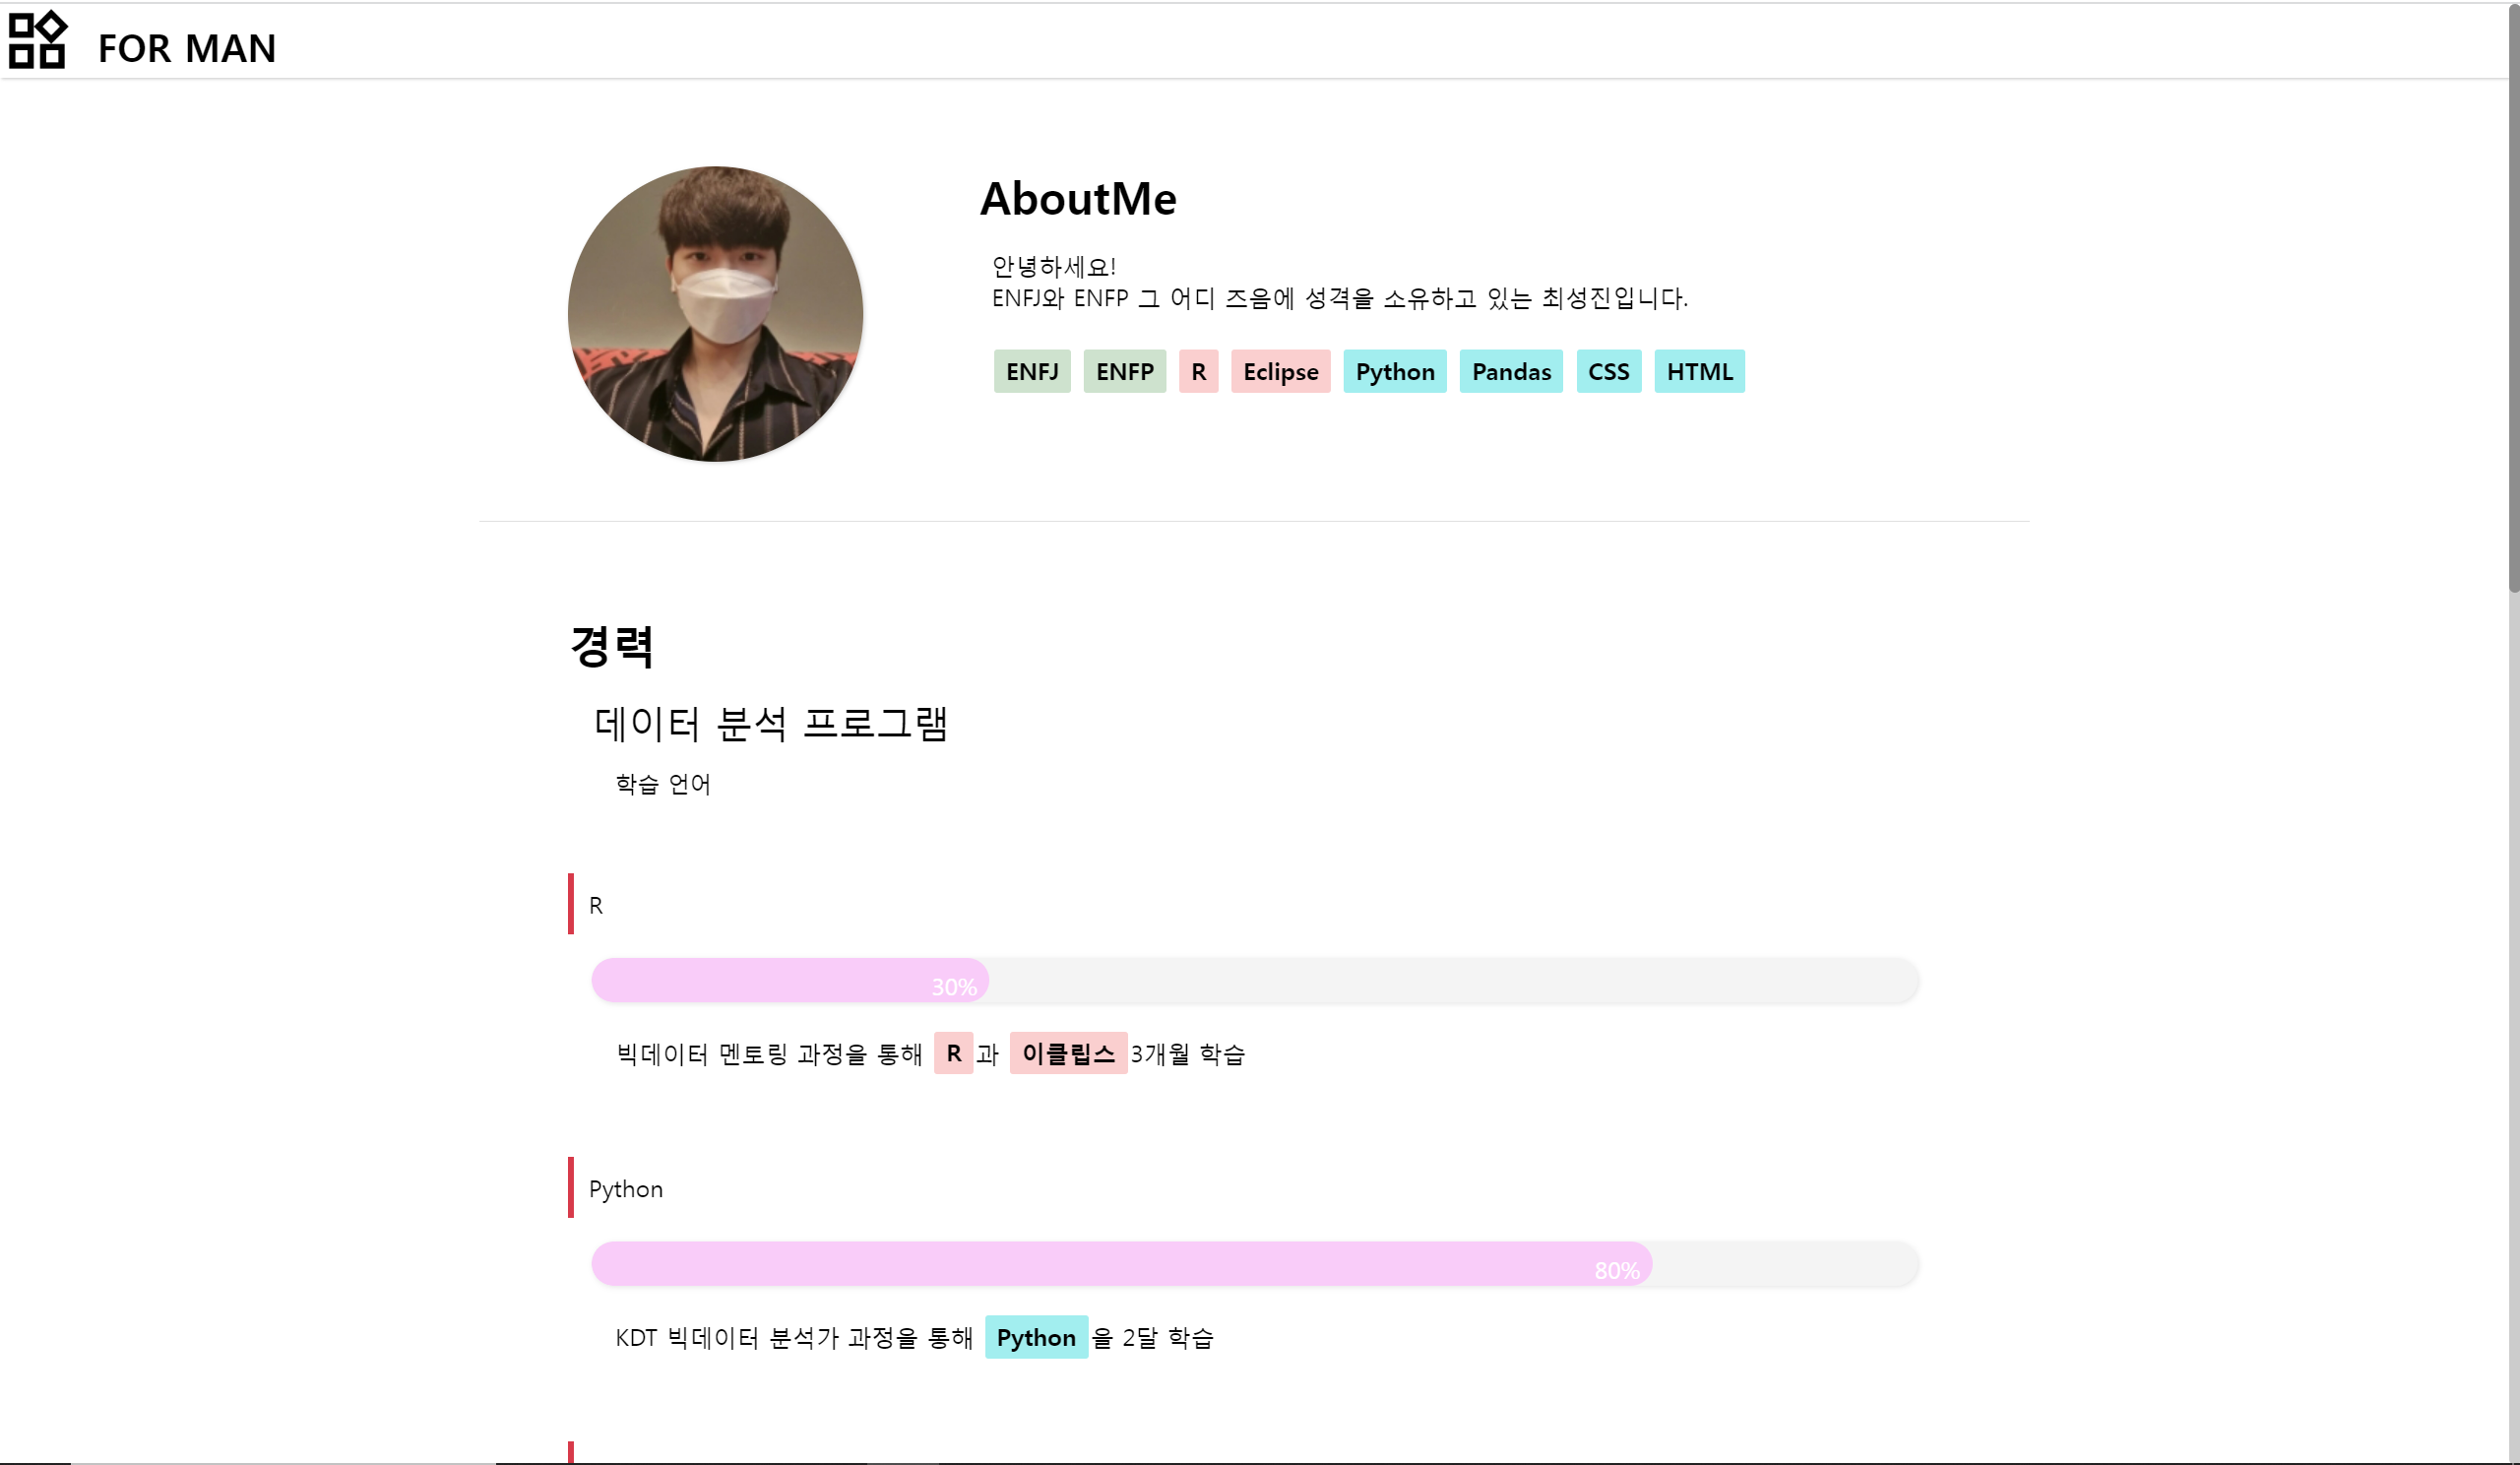 FOR MAN
AboutMe
안녕하세요!
ENFJ와 ENFP 그 어디 즈음에 성격을 소유하고 있는 최성진입니다.
ENFJ ENFP R Eclipse Python Pandas CSS HTML
경력
데이터 분석 프로그램
학습 언어
R
30%
빅데이터 멘토링 과정을 통해 R 과 이클립스 3개월 학습
Python
80%
KDT 빅데이터 분석가 과정을 통해 Python 을 2달 학습